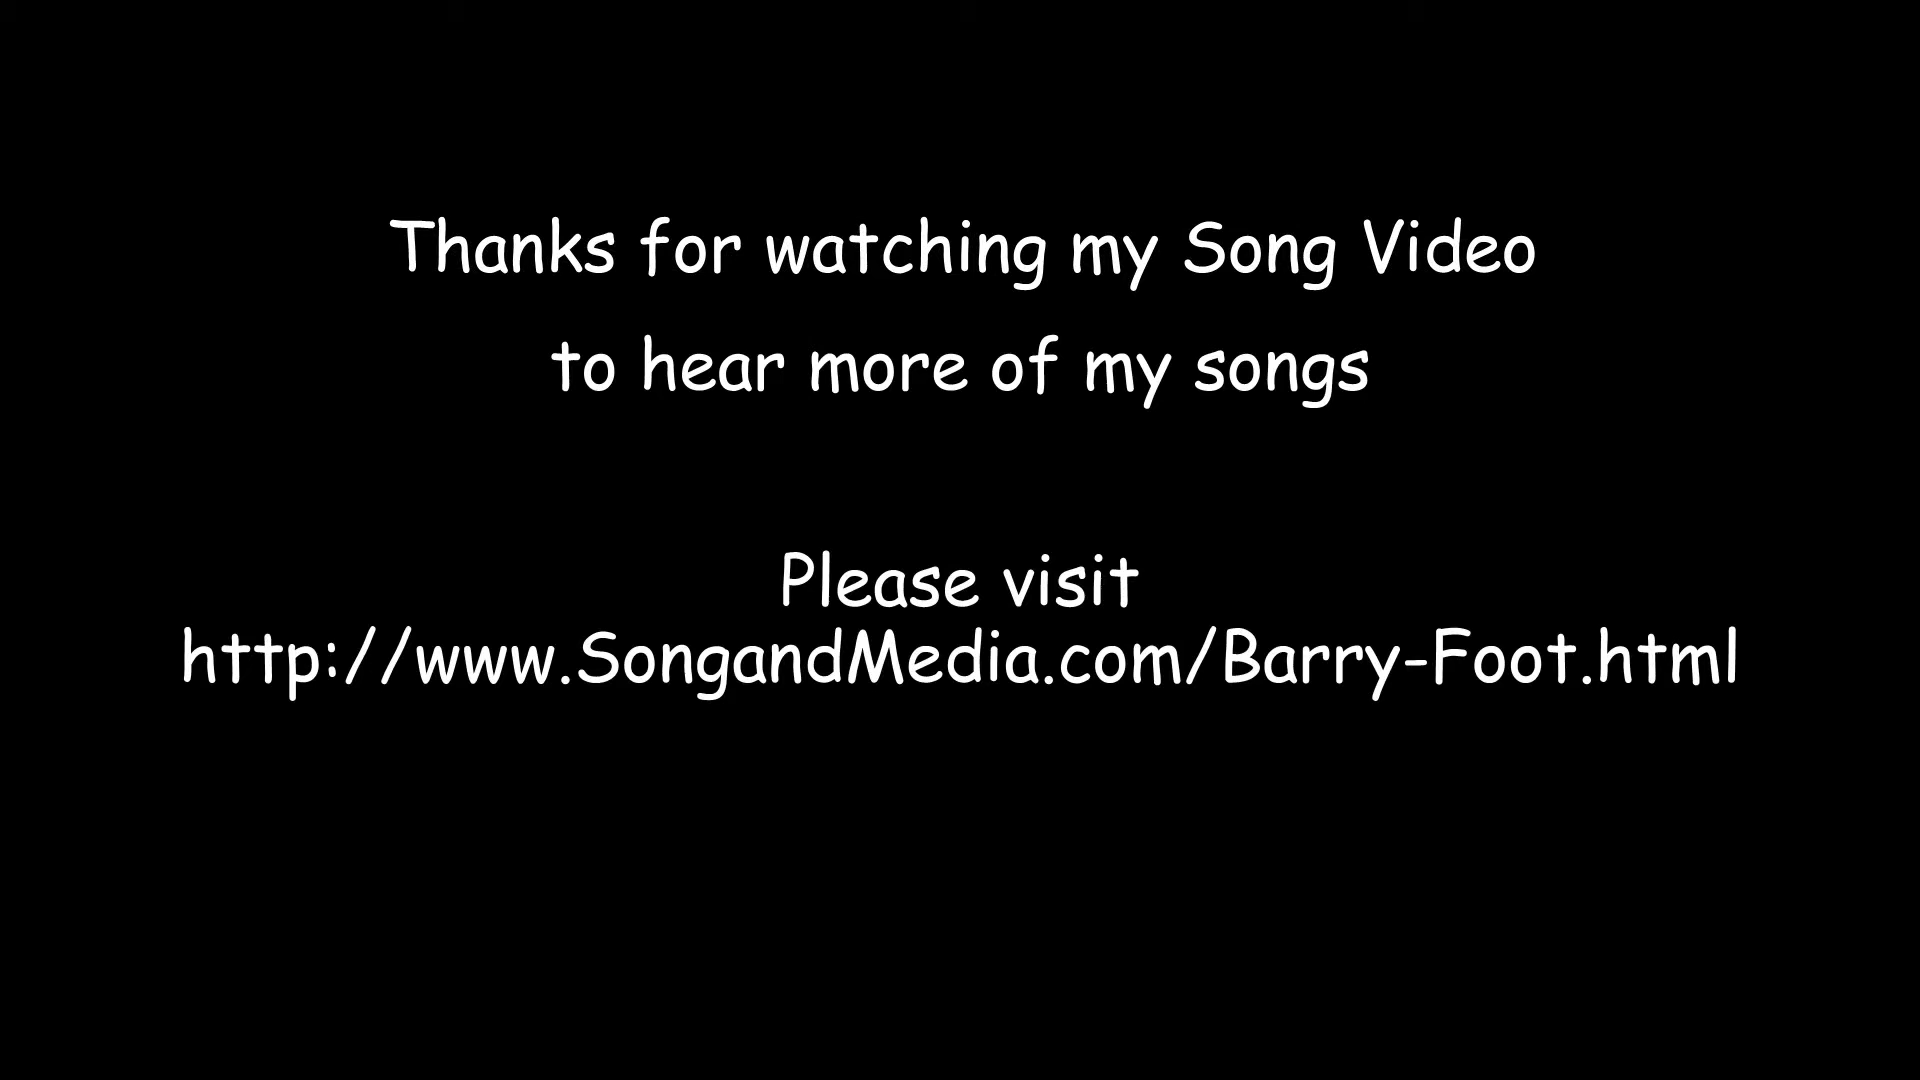 Thanks for watching my Song Video
to hear more of my songs
Please visit
http://www.SongandMedia.com/Barry-Foot.html